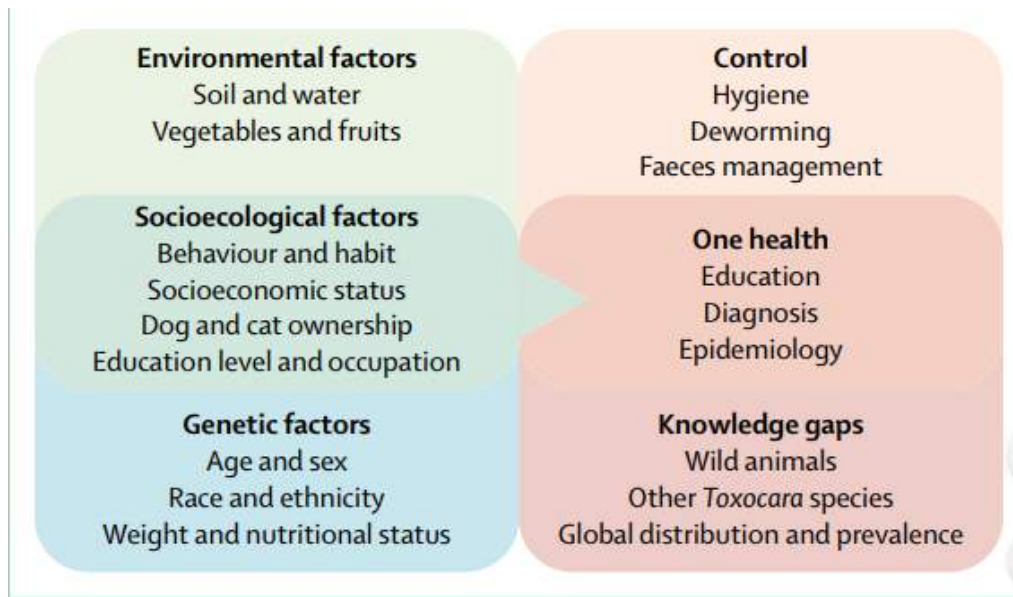 Environmental factors
Soil and water
Vegetables and fruits
Socioecological factors
Behaviour and habit
Socioeconomic status
Dog and cat ownership
Education level and occupation
Genetic factors
Age and sex
Race and ethnicity
Weight and nutritional status
Control
Hygiene
Deworming
Faeces management
One health
Education
Diagnosis
Epidemiology
Knowledge gaps
Wild animals
Other Toxocara species
Global distribution and prevalence